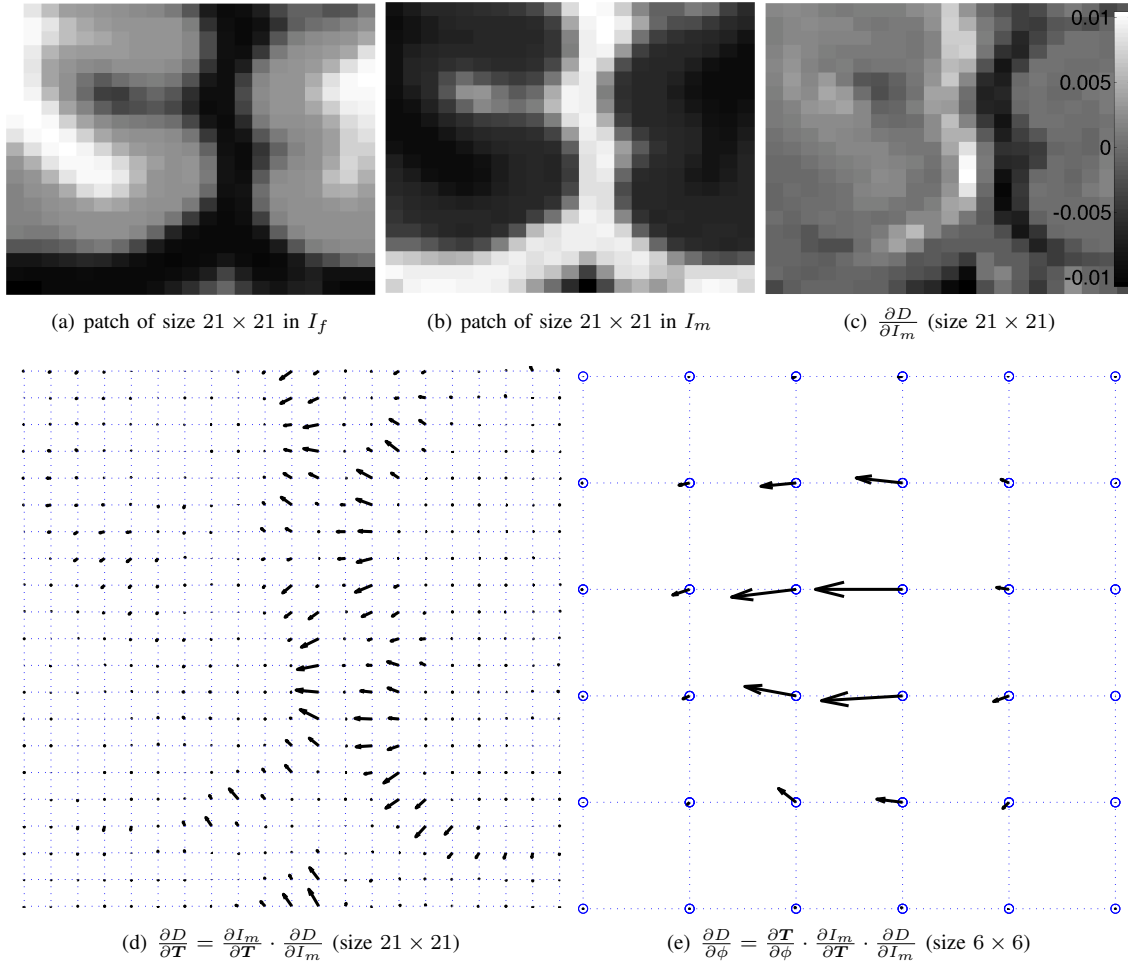 0.01
0.005
0
-0.005
-0.01
(a) patch of size 21 × 21 in I_f
(b) patch of size 21 × 21 in I_m
(c) ∂D/∂I_m (size 21 × 21)
(d) ∂D/∂T = ∂I_m/∂T · ∂D/∂I_m (size 21 × 21)
(e) ∂D/∂ϕ = ∂T/∂ϕ · ∂I_m/∂T · ∂D/∂I_m (size 6 × 6)